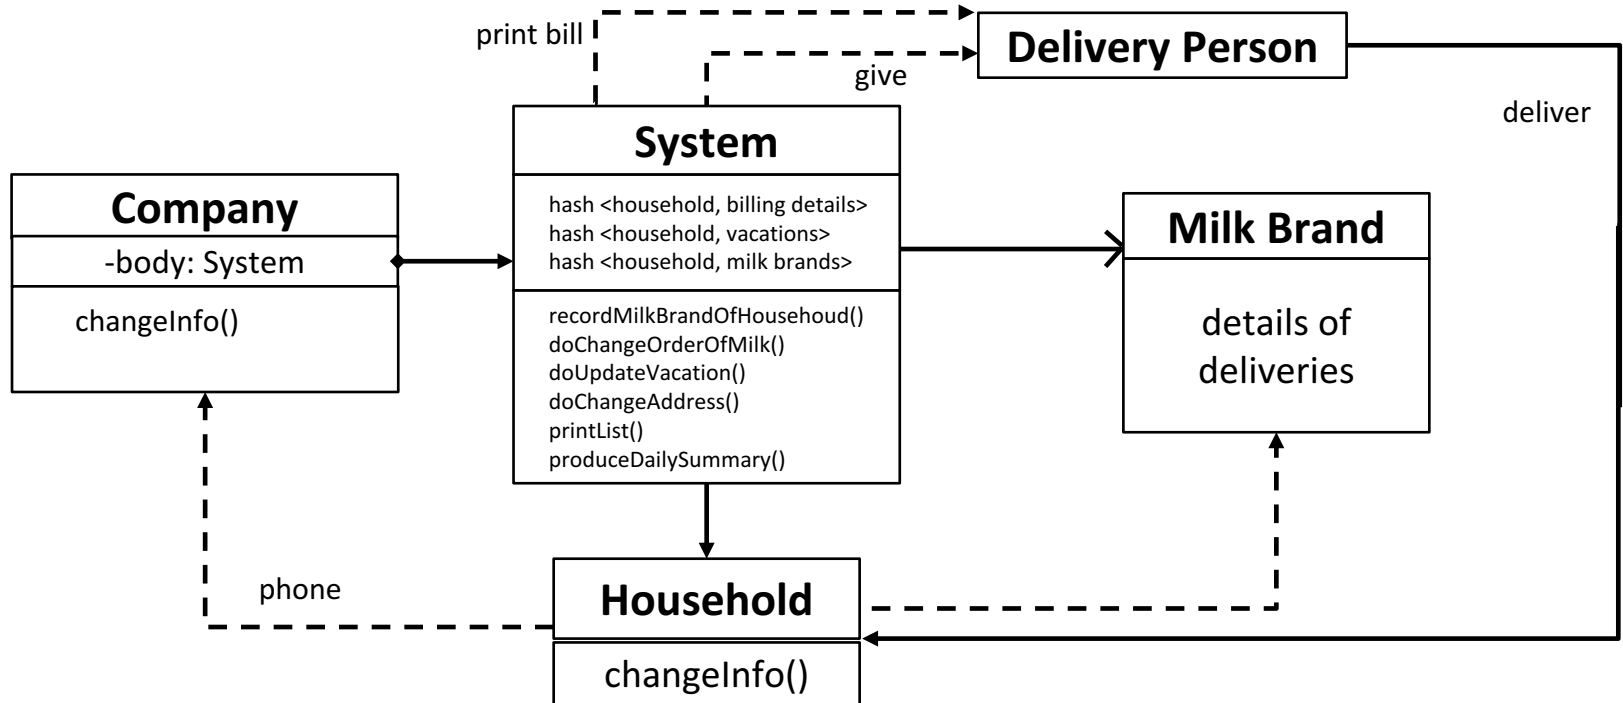 print bill
Delivery Person
give
deliver
System
hash <household, billing details>
hash <household, vacations>
hash <household, milk brands>
recordMilkBrandOfHousehoud()
doChangeOrderOfMilk()
doUpdateVacation()
doChangeAddress()
printList()
produceDailySummary()
Company
-body: System
changeInfo()
Milk Brand
details of
deliveries
phone
Household
changeInfo()